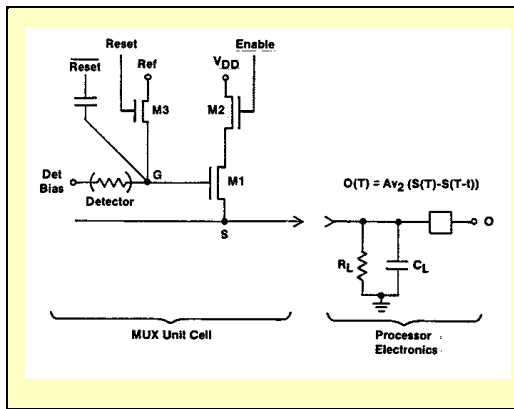 Reset
Enable
Reset
Ref
VDD
M3
M2
Det
Bias
G
M1
Detector
O(T) = Av2 (S(T)-S(T-t))
S
O
RL
CL
MUX Unit Cell
Processor
Electronics